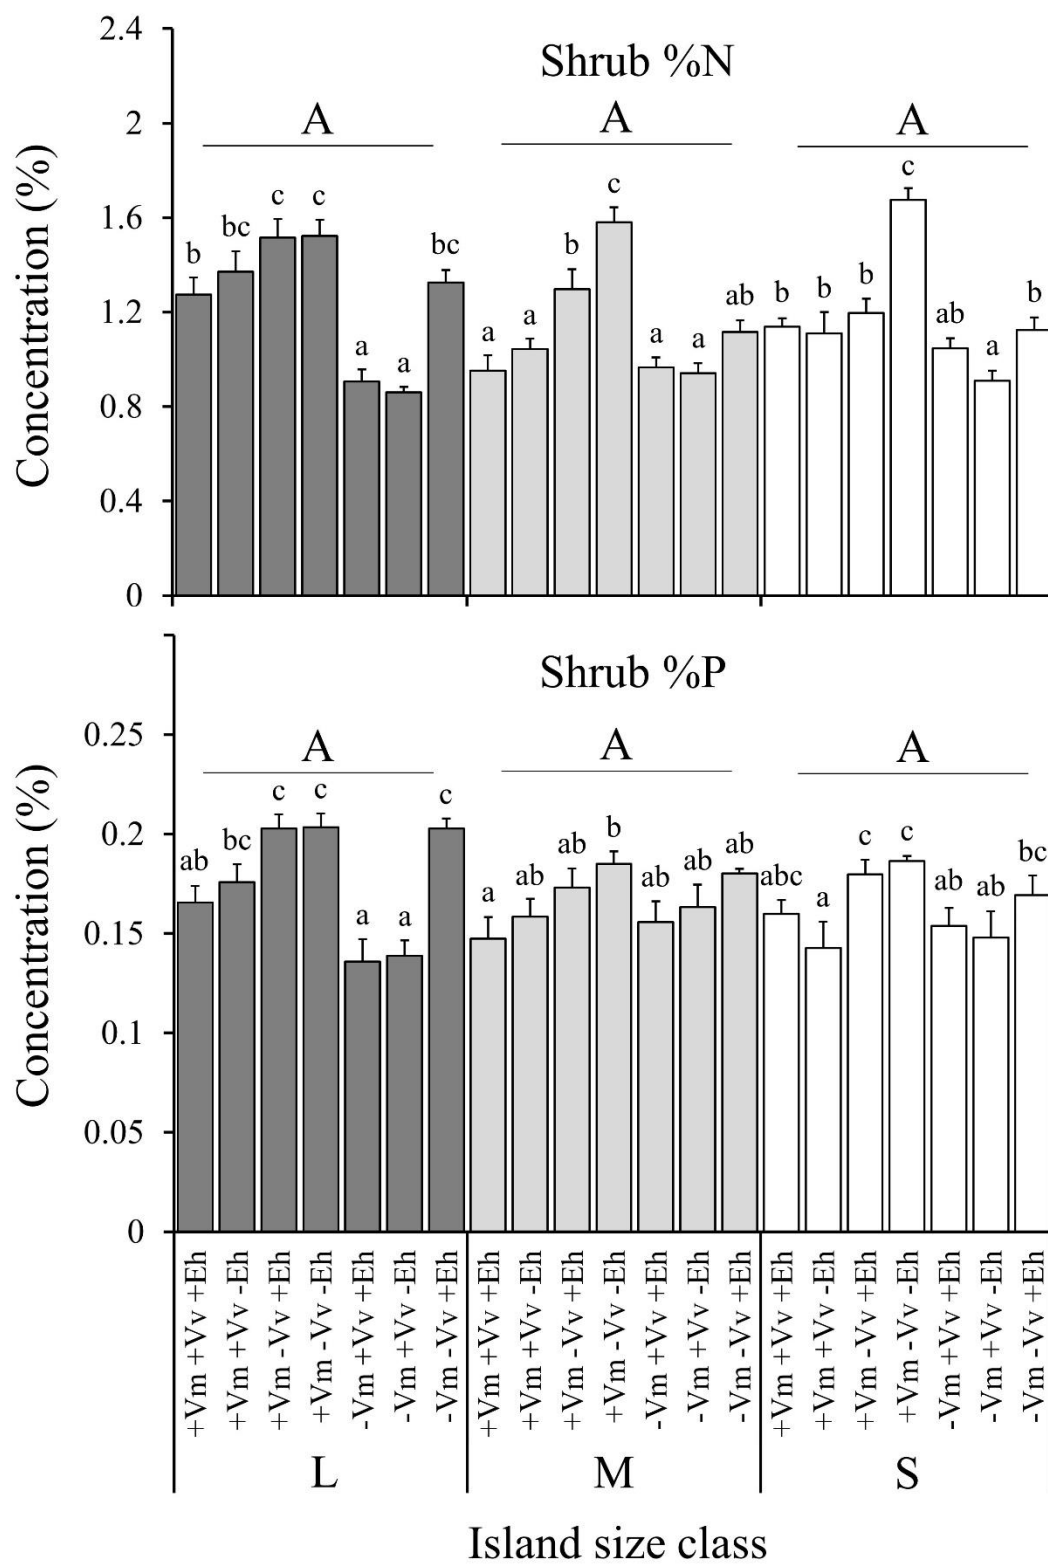 Shrub %N
Concentration (%)
2.4
2
1.6
1.2
0.8
0.4
0
A
A
A
b
bc
c
c
a
a
bc
a
a
b
c
a
a
ab
b
b
b
c
ab
a
b
Shrub %P
Concentration (%)
0.25
0.2
0.15
0.1
0.05
0
A
A
A
ab
bc
c
c
a
a
c
a
ab
ab
b
ab
ab
ab
abc
a
c
c
ab
ab
bc
+Vm +Vv +Eh
+Vm +Vv -Eh
+Vm -Vv +Eh
+Vm -Vv -Eh
-Vm +Vv +Eh
-Vm +Vv -Eh
-Vm -Vv +Eh
+Vm +Vv +Eh
+Vm +Vv -Eh
+Vm -Vv +Eh
+Vm -Vv -Eh
-Vm +Vv +Eh
-Vm +Vv -Eh
-Vm -Vv +Eh
+Vm +Vv +Eh
+Vm +Vv -Eh
+Vm -Vv +Eh
+Vm -Vv -Eh
-Vm +Vv +Eh
-Vm +Vv -Eh
-Vm -Vv +Eh
L
M
S
Island size class